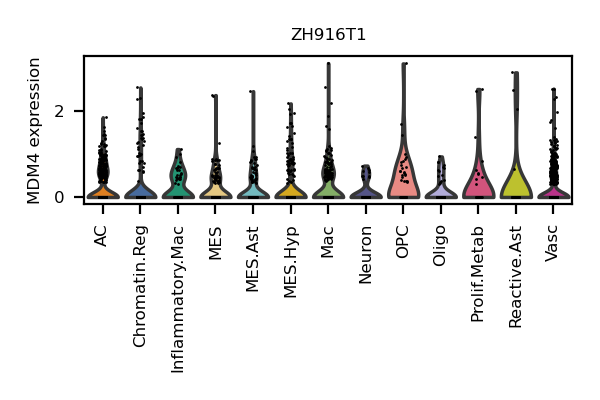 ZH916T1
MDM4 expression
2
0
AC
Chromatin.Reg
Inflammatory.Mac
MES
MES.Ast
MES.Hyp
Mac
Neuron
OPC
Oligo
Prolif.Metab
Reactive.Ast
Vasc